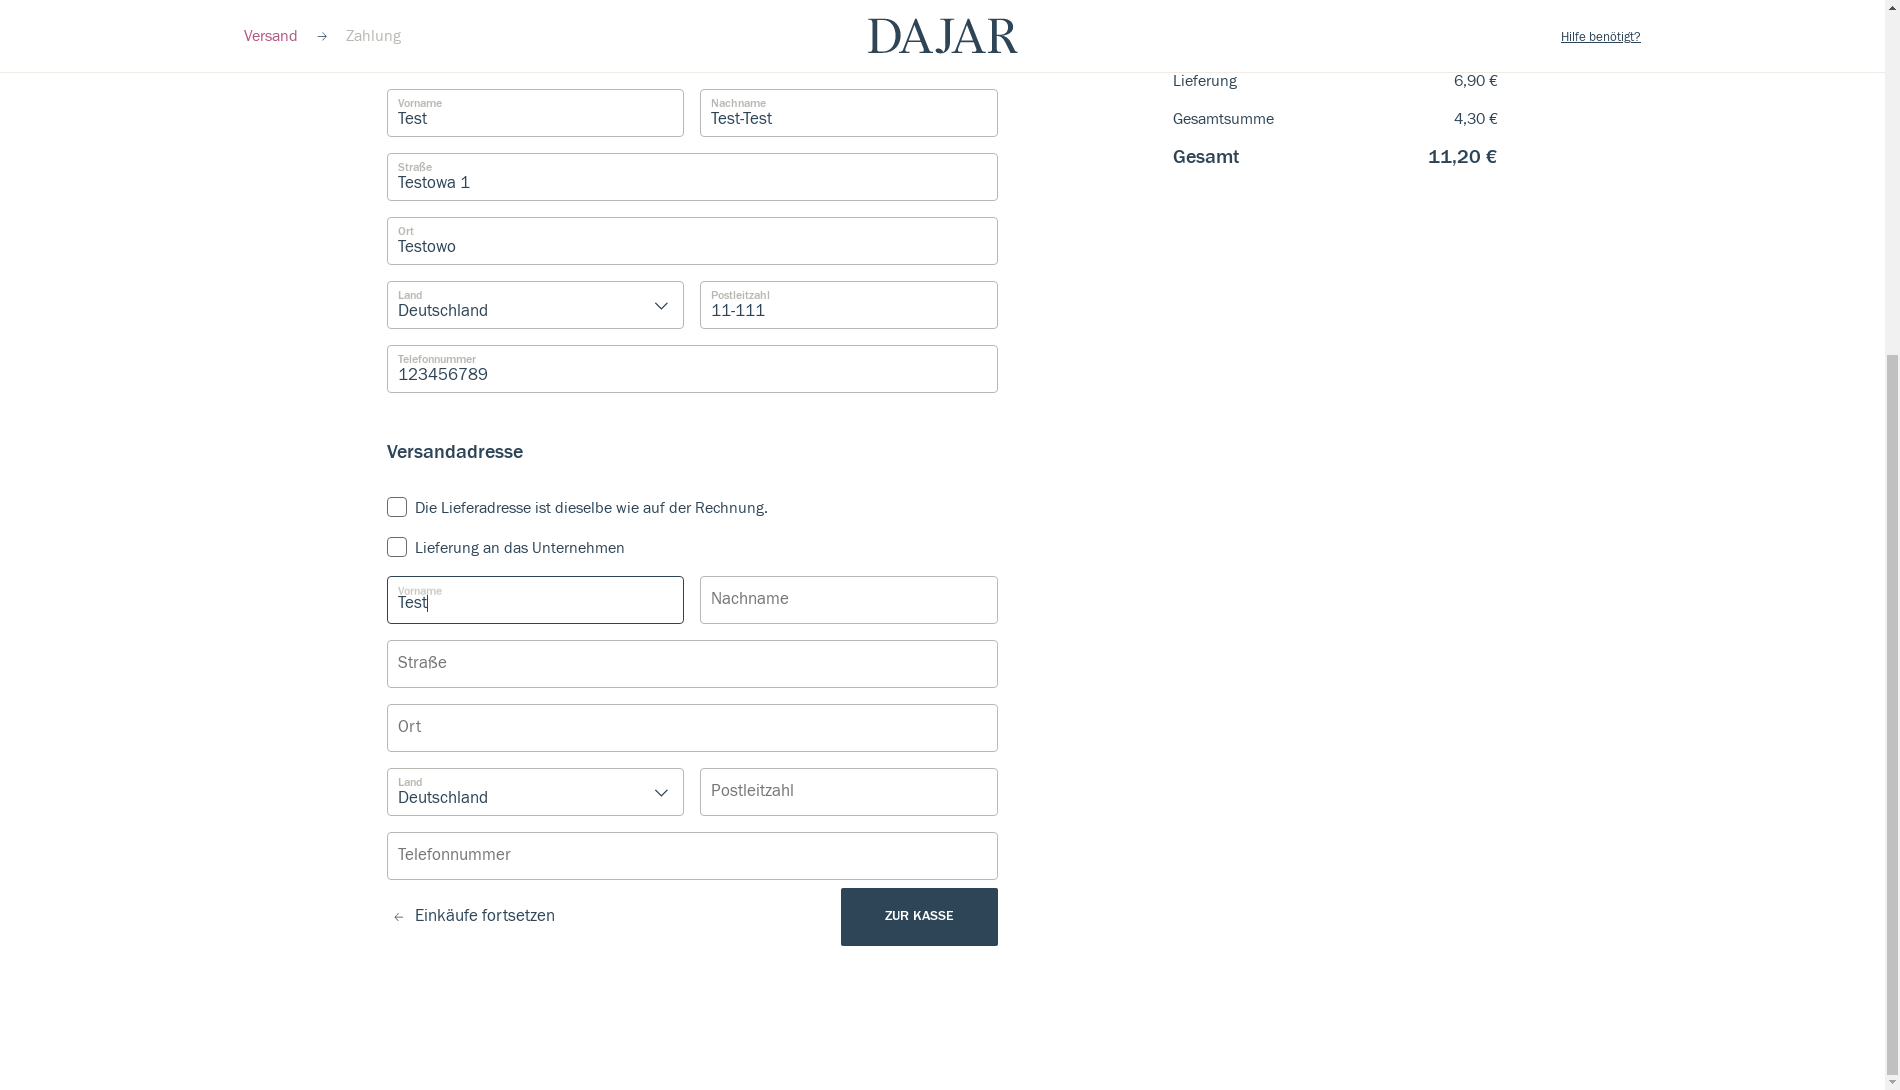 Versand → Zahlung
DAJAR
Hilfe benötigt?
Lieferung 6,90 €
Gesamtsumme 4,30 €
Gesamt 11,20 €
Vorname
Test
Nachname
Test-Test
Straße
Testowa 1
Ort
Testowo
Land
Deutschland
Postleitzahl
11-111
Telefonnummer
123456789
Versandadresse
Die Lieferadresse ist dieselbe wie auf der Rechnung.
Lieferung an das Unternehmen
Vorname
Test
Nachname
Straße
Ort
Land
Deutschland
Postleitzahl
Telefonnummer
← Einkäufe fortsetzen
ZUR KASSE